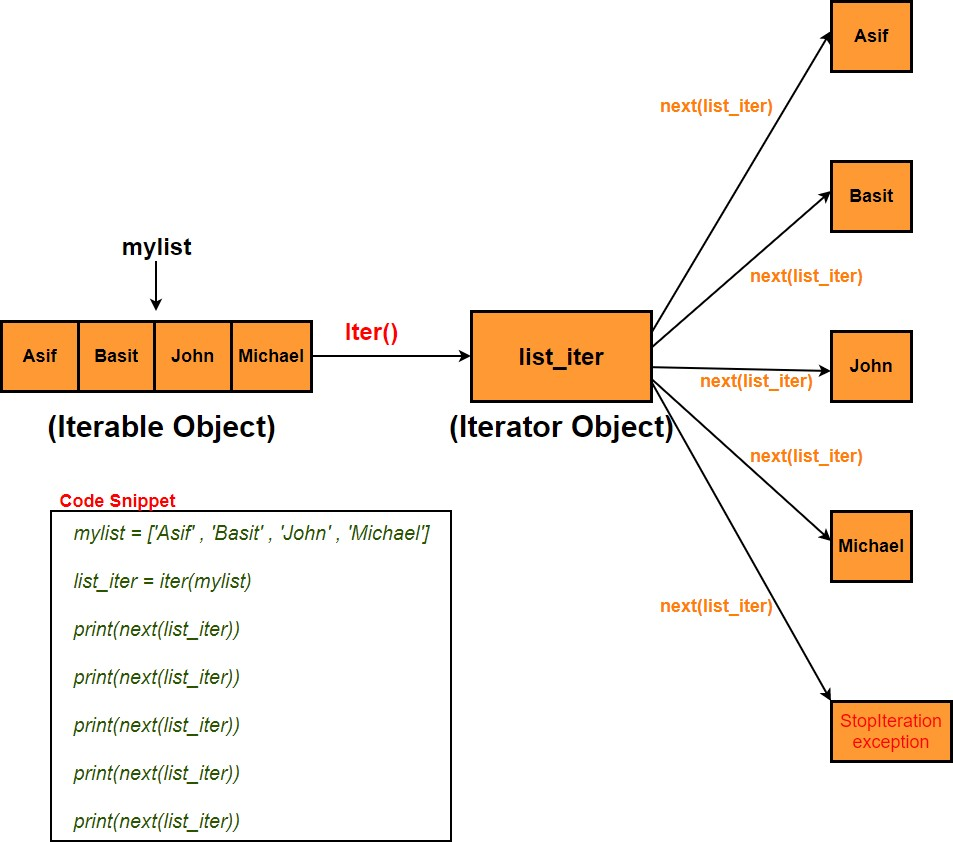 Asif
next(list_iter)
Basit
next(list_iter)
mylist
Asif Basit John Michael
Iter()
list_iter
John
next(list_iter)
(Iterable Object)
(Iterator Object)
next(list_iter)
Michael
next(list_iter)
StopIteration
exception
Code Snippet
mylist = ['Asif' , 'Basit' , 'John' , 'Michael']
list_iter = iter(mylist)
print(next(list_iter))
print(next(list_iter))
print(next(list_iter))
print(next(list_iter))
print(next(list_iter))